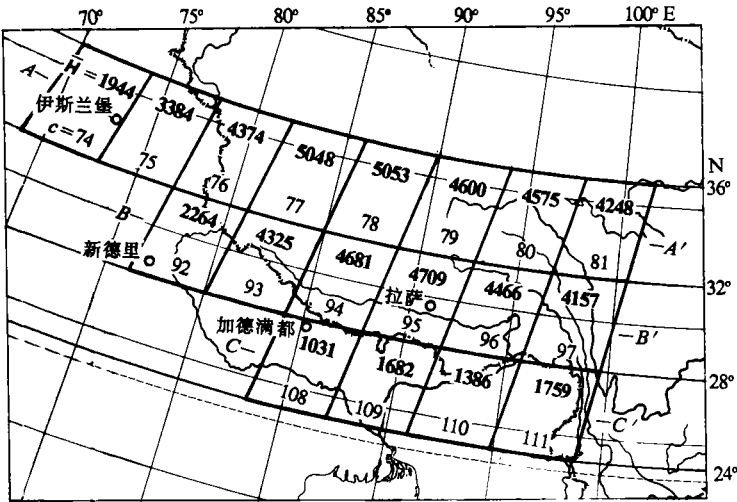 70° 75° 80° 85° 90° 95° 100° E
A— H̄=1944 3384 4374 5048 5053 4600 4575 4248 N
伊斯兰堡 36°
c=74 75 76 77 78 79 80 81 —A′
B 2264 4325 4681 4709 4466 4157 32°
新德里 拉萨
92 93 94 95 96 97 —B′
加德满都
C— 1031 1682 1386 1759 28°
108 109 110 111 C′
24°